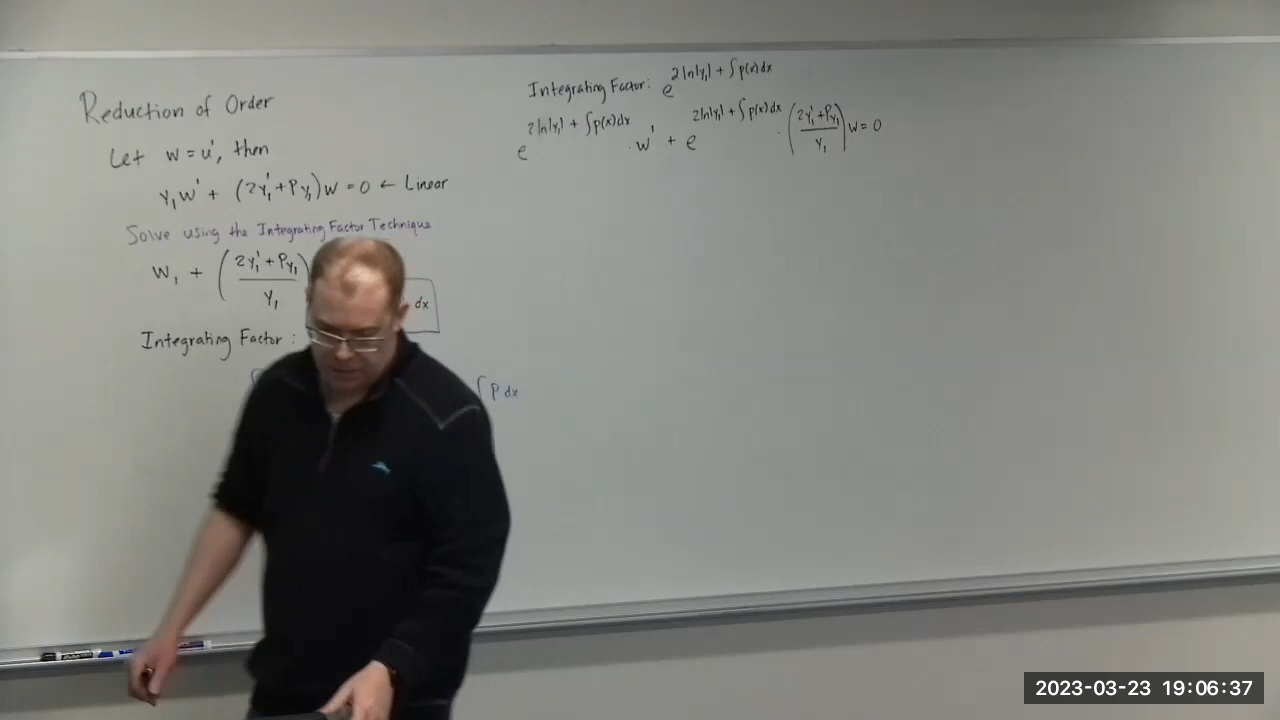 Reduction of Order
Let w = u', then
y₁w' + (2y₁' + Py₁)w = 0 ← Linear
Solve using the Integrating Factor Technique
W₁ + (2y₁' + Py₁)/y₁
dx
Integrating Factor :
∫ P dx
Integrating Factor: e^(2ln|y₁| + ∫p(x)dx)
e^(2ln|y₁| + ∫p(x)dx) · w' + e^(2ln|y₁| + ∫p(x)dx) · ((2y₁' + Py₁)/y₁) w = 0
2023-03-23 19:06:37